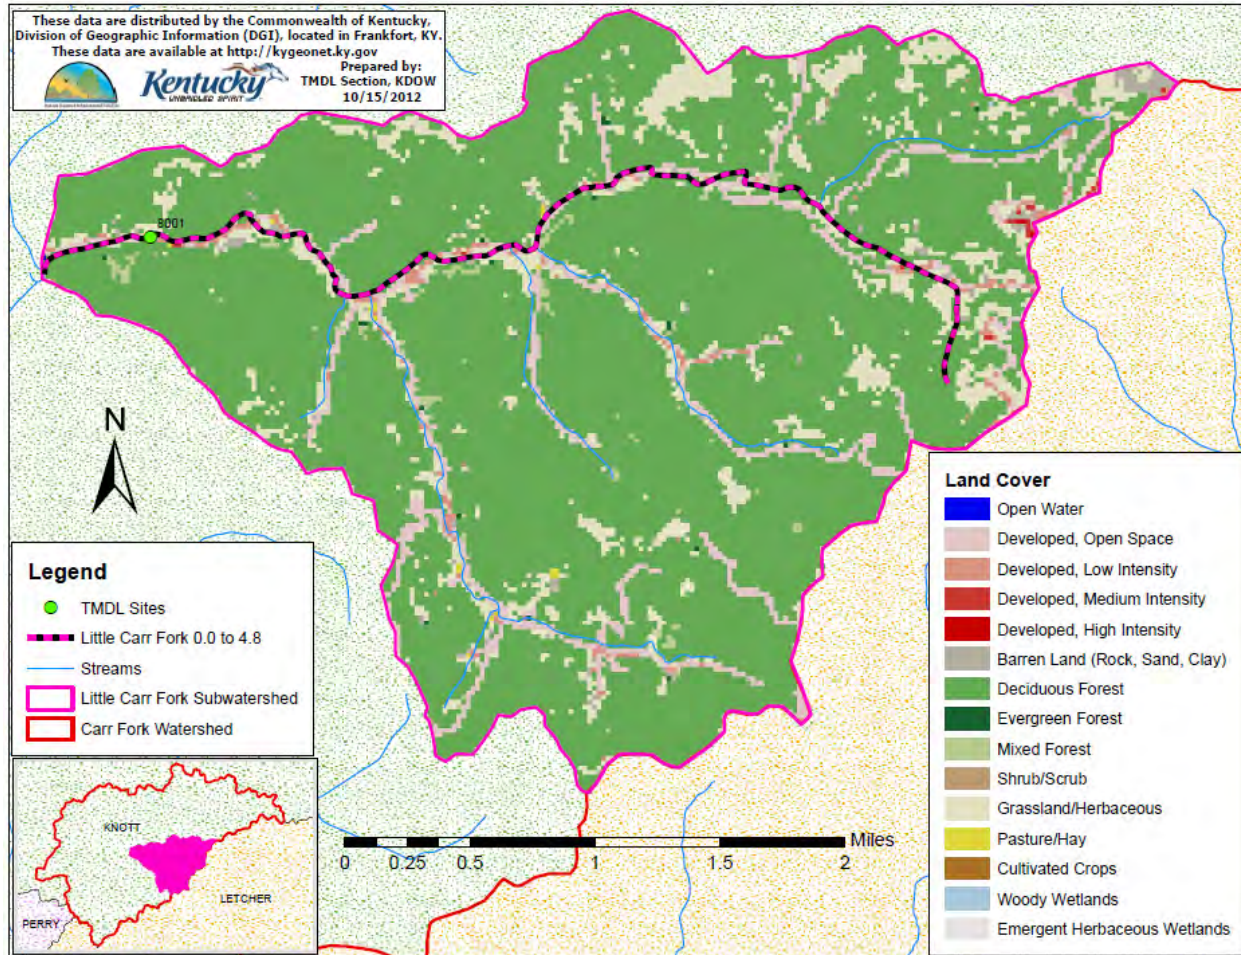 These data are distributed by the Commonwealth of Kentucky,
Division of Geographic Information (DGI), located in Frankfort, KY.
These data are available at http://kygeonet.ky.gov
Kentucky
UNBRIDLED SPIRIT
Prepared by:
TMDL Section, KDOW
10/15/2012
8001
N
Legend
TMDL Sites
Little Carr Fork 0.0 to 4.8
Streams
Little Carr Fork Subwatershed
Carr Fork Watershed
KNOTT
LETCHER
PERRY
Miles
0 0.25 0.5 1 1.5 2
Land Cover
Open Water
Developed, Open Space
Developed, Low Intensity
Developed, Medium Intensity
Developed, High Intensity
Barren Land (Rock, Sand, Clay)
Deciduous Forest
Evergreen Forest
Mixed Forest
Shrub/Scrub
Grassland/Herbaceous
Pasture/Hay
Cultivated Crops
Woody Wetlands
Emergent Herbaceous Wetlands